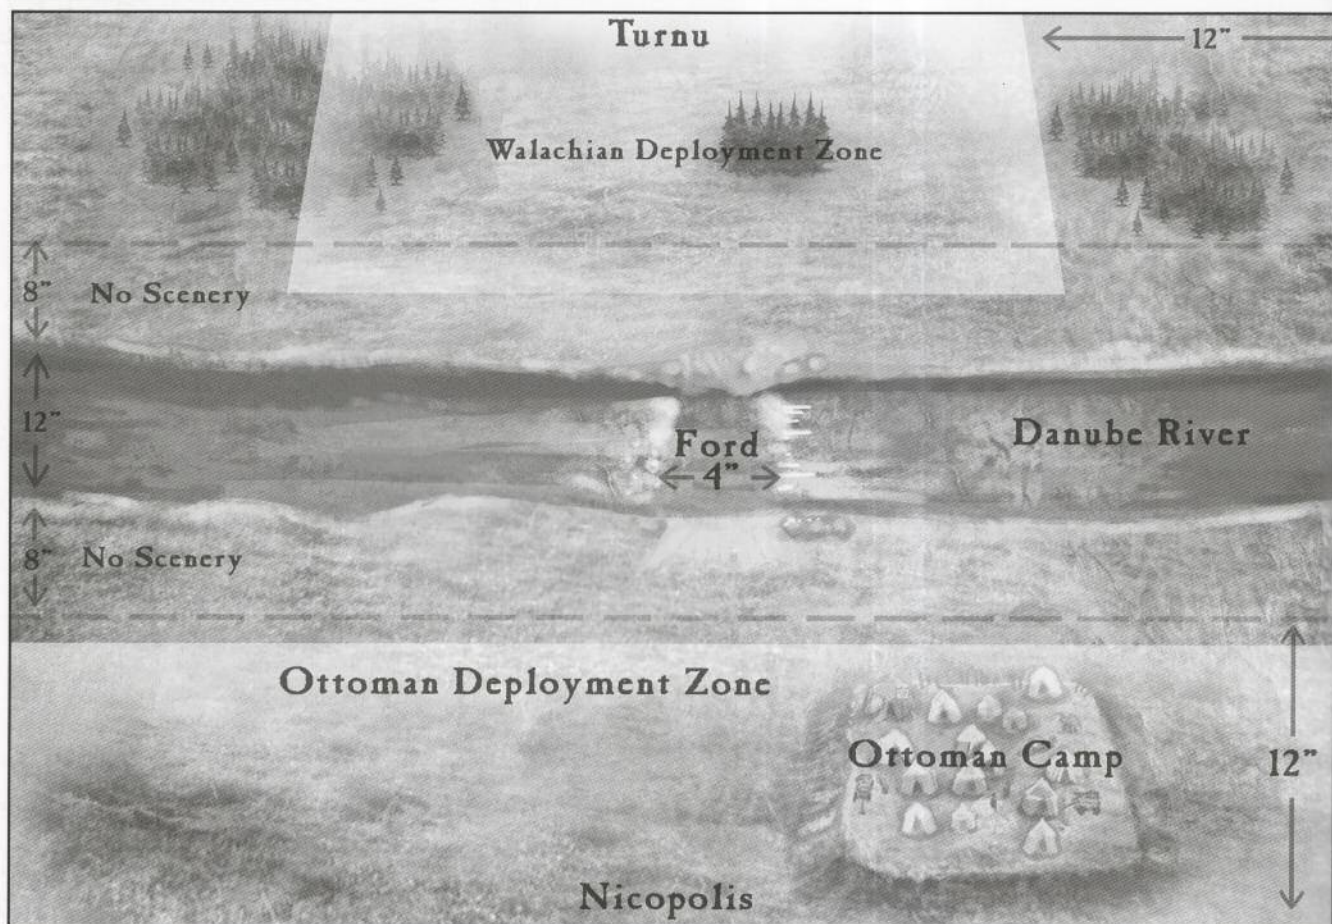 Turnu
12"
Walachian Deployment Zone
8"
No Scenery
12"
Ford
4"
Danube River
8"
No Scenery
Ottoman Deployment Zone
Ottoman Camp
12"
Nicopolis